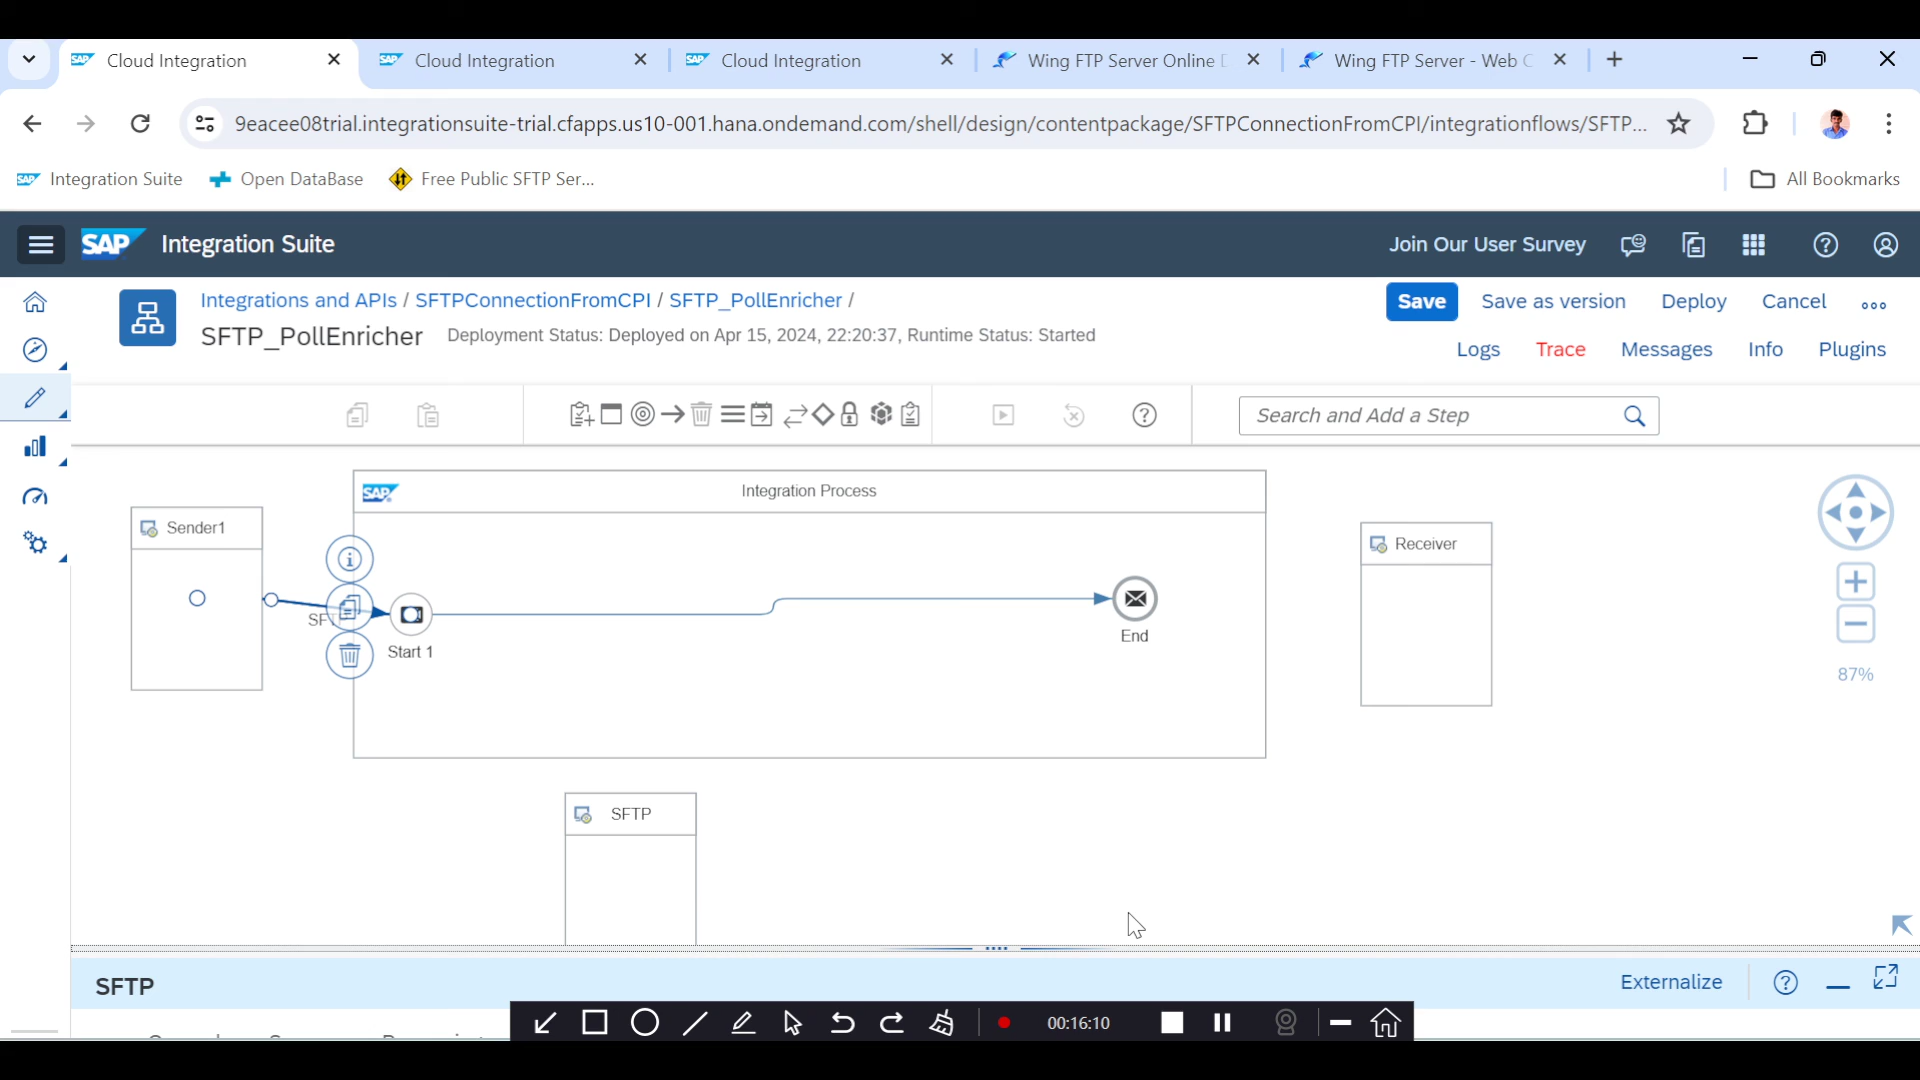 Cloud Integration
Cloud Integration
Cloud Integration
Wing FTP Server Online
Wing FTP Server - Web C
9eacee08trial.integrationsuite-trial.cfapps.us10-001.hana.ondemand.com/shell/design/contentpackage/SFTPConnectionFromCPI/integrationflows/SFTP...
SAP Integration Suite
Open DataBase
Free Public SFTP Ser...
All Bookmarks
SAP Integration Suite
Join Our User Survey
Integrations and APIs / SFTPConnectionFromCPI / SFTP_PollEnricher /
Save Save as version Deploy Cancel
SFTP_PollEnricher Deployment Status: Deployed on Apr 15, 2024, 22:20:37, Runtime Status: Started
Logs Trace Messages Info Plugins
Search and Add a Step
SAP Integration Process
Sender1
Receiver
SF
Start 1
End
87%
SFTP
SFTP
Externalize
00:16:10